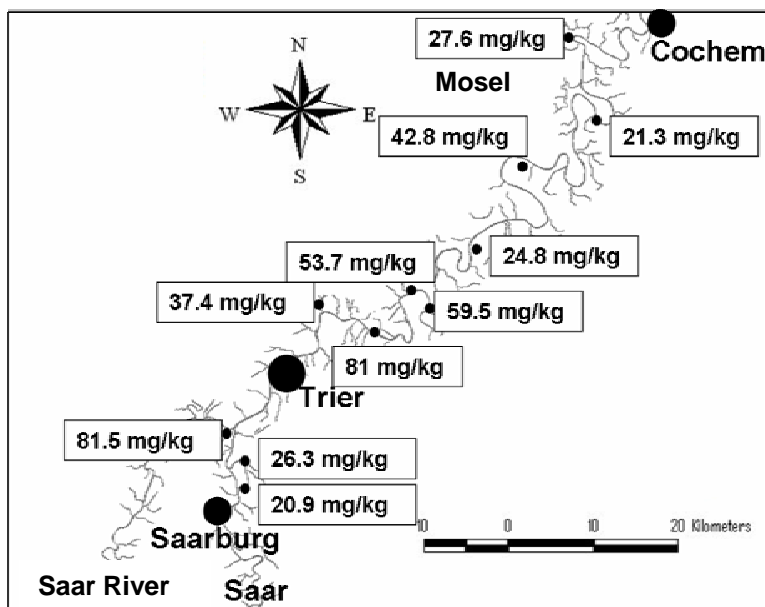 27.6 mg/kg
Cochem
N
Mosel
W
E
42.8 mg/kg
21.3 mg/kg
S
53.7 mg/kg
24.8 mg/kg
37.4 mg/kg
59.5 mg/kg
81 mg/kg
Trier
81.5 mg/kg
26.3 mg/kg
20.9 mg/kg
10 0 10 20 Kilometers
Saarburg
Saar River
Saar